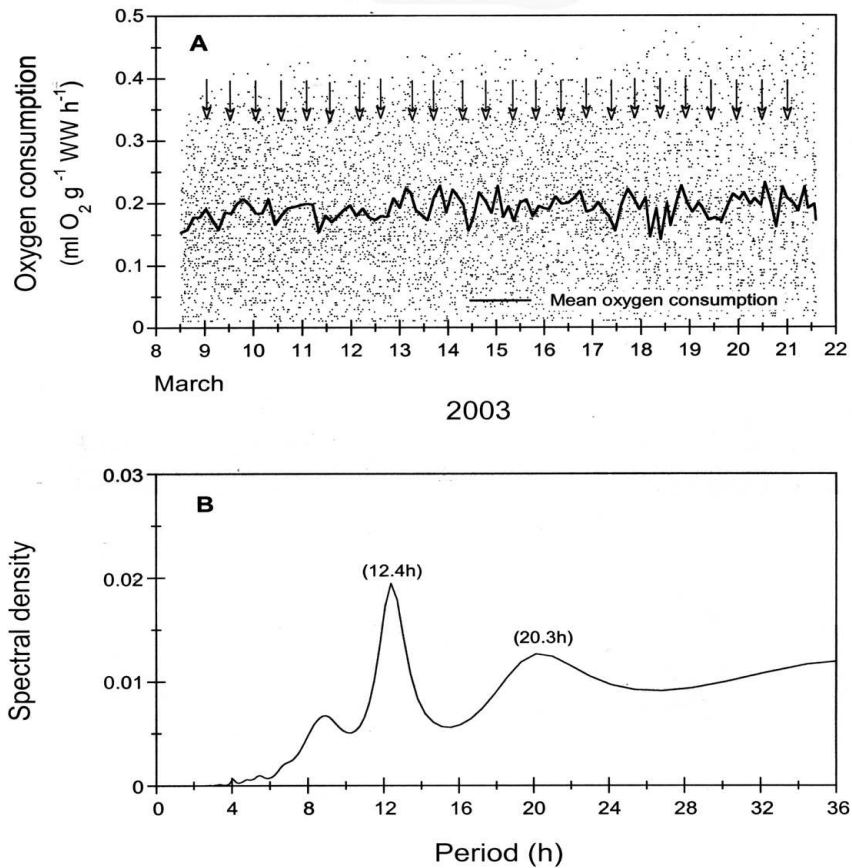 A
Oxygen consumption
(ml O2 g-1 WW h-1)
0.5
0.4
0.3
0.2
0.1
0
Mean oxygen consumption
8 9 10 11 12 13 14 15 16 17 18 19 20 21 22
March
2003
B
Spectral density
0.03
0.02
0.01
0
(12.4h)
(20.3h)
0 4 8 12 16 20 24 28 32 36
Period (h)